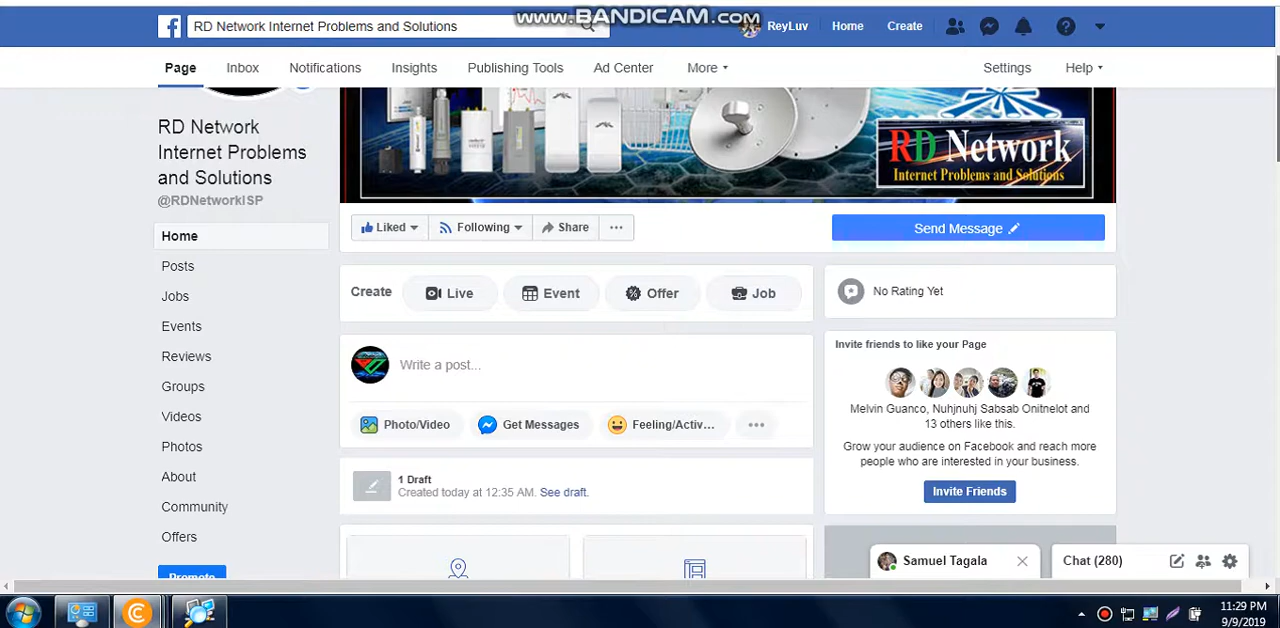 www.BANDICAM.com
RD Network Internet Problems and Solutions
ReyLuv
Home
Create
Page
Inbox
Notifications
Insights
Publishing Tools
Ad Center
More
Settings
Help
RD Network
Internet Problems
and Solutions
@RDNetworkISP
RD Network
Internet Problems and Solutions
Liked
Following
Share
Send Message
Home
Posts
Jobs
Events
Reviews
Groups
Videos
Photos
About
Community
Offers
Promote
Create
Live
Event
Offer
Job
No Rating Yet
Write a post...
Photo/Video
Get Messages
Feeling/Activ...
Invite friends to like your Page
Melvin Guanco, Nuhjnuhj Sabsab Onitnelot and
13 others like this.
Grow your audience on Facebook and reach more
people who are interested in your business.
Invite Friends
1 Draft
Created today at 12:35 AM. See draft.
Samuel Tagala
Chat (280)
11:29 PM
9/9/2019